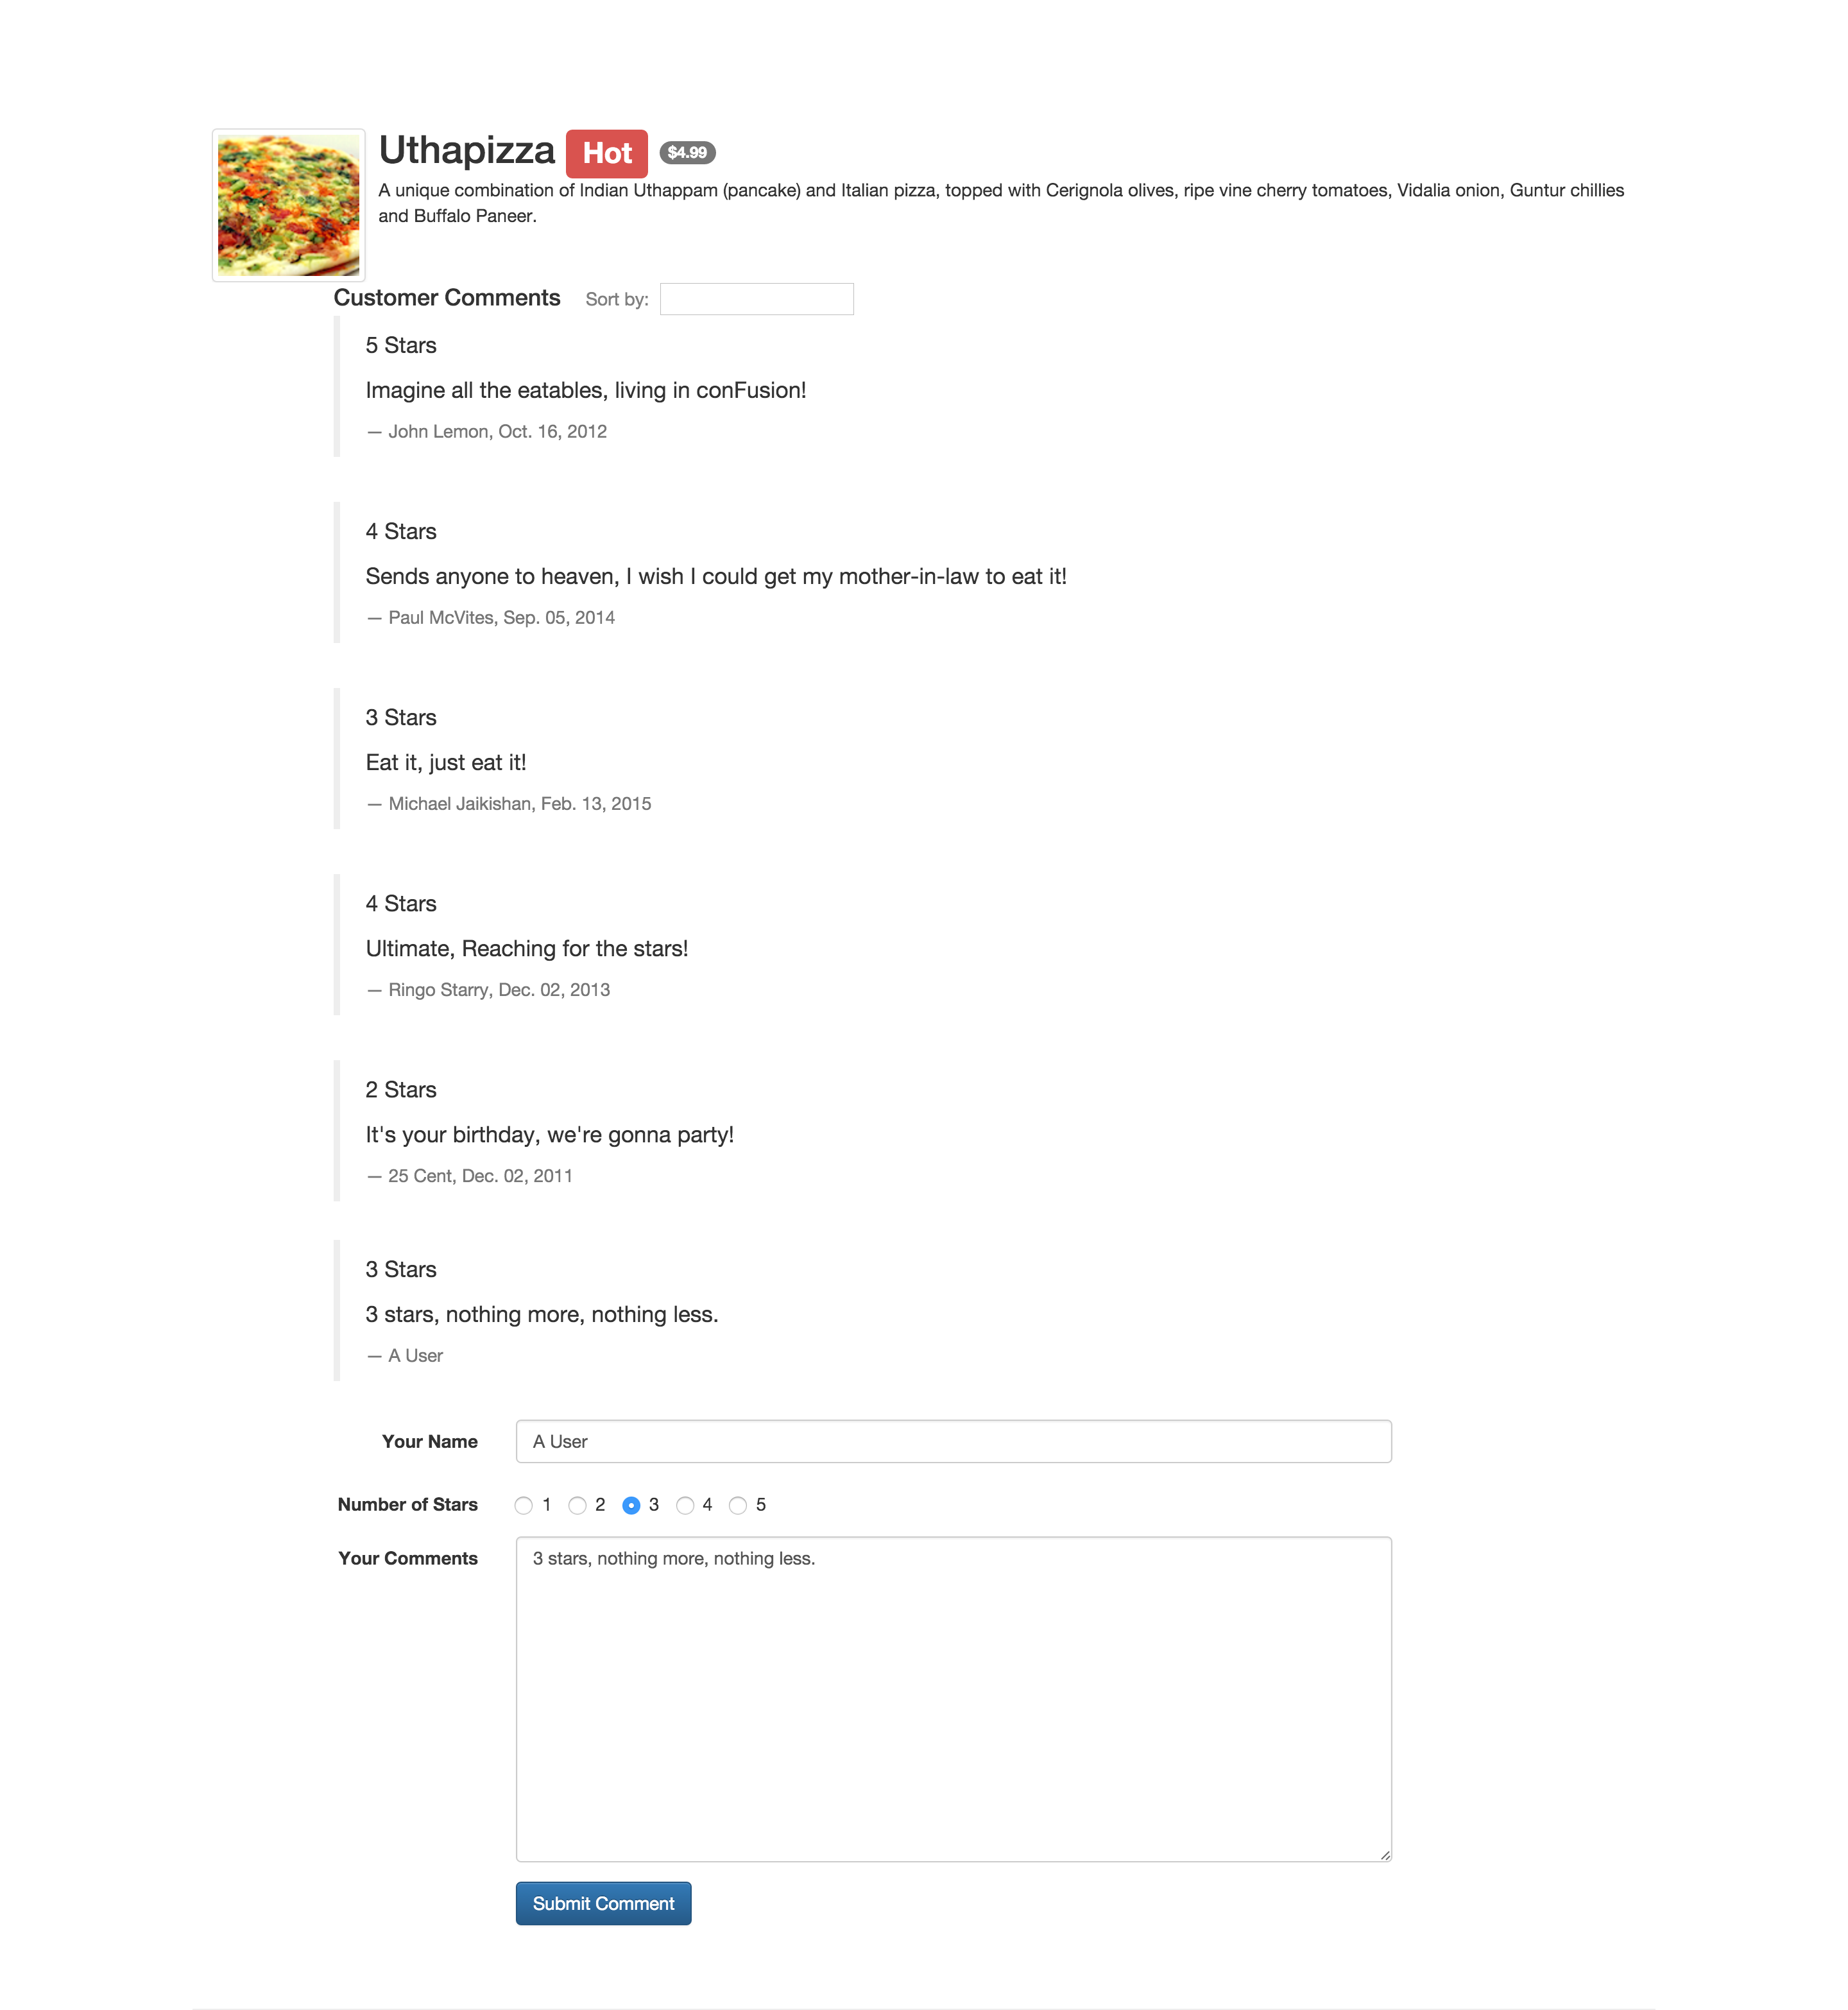 Uthapizza Hot $4.99
A unique combination of Indian Uthappam (pancake) and Italian pizza, topped with Cerignola olives, ripe vine cherry tomatoes, Vidalia onion, Guntur chillies
and Buffalo Paneer.
Customer Comments Sort by:
5 Stars
Imagine all the eatables, living in conFusion!
— John Lemon, Oct. 16, 2012
4 Stars
Sends anyone to heaven, I wish I could get my mother-in-law to eat it!
— Paul McVites, Sep. 05, 2014
3 Stars
Eat it, just eat it!
— Michael Jaikishan, Feb. 13, 2015
4 Stars
Ultimate, Reaching for the stars!
— Ringo Starry, Dec. 02, 2013
2 Stars
It's your birthday, we're gonna party!
— 25 Cent, Dec. 02, 2011
3 Stars
3 stars, nothing more, nothing less.
— A User
Your Name A User
Number of Stars 1 2 3 4 5
Your Comments 3 stars, nothing more, nothing less.
Submit Comment